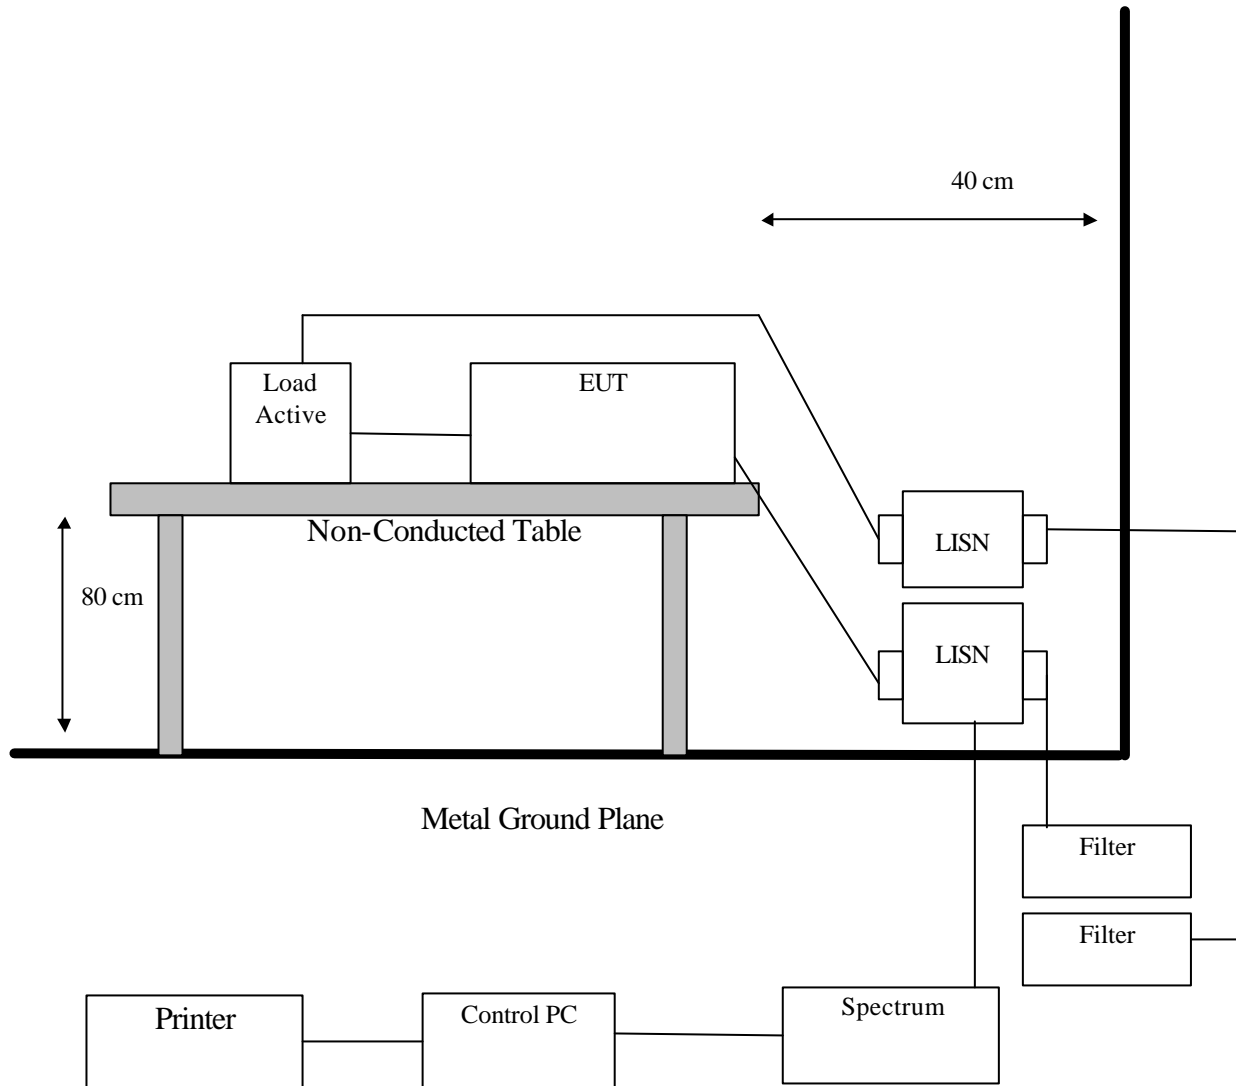 40 cm
Load
Active
EUT
Non-Conducted Table
LISN
80 cm
LISN
Metal Ground Plane
Filter
Filter
Printer
Control PC
Spectrum